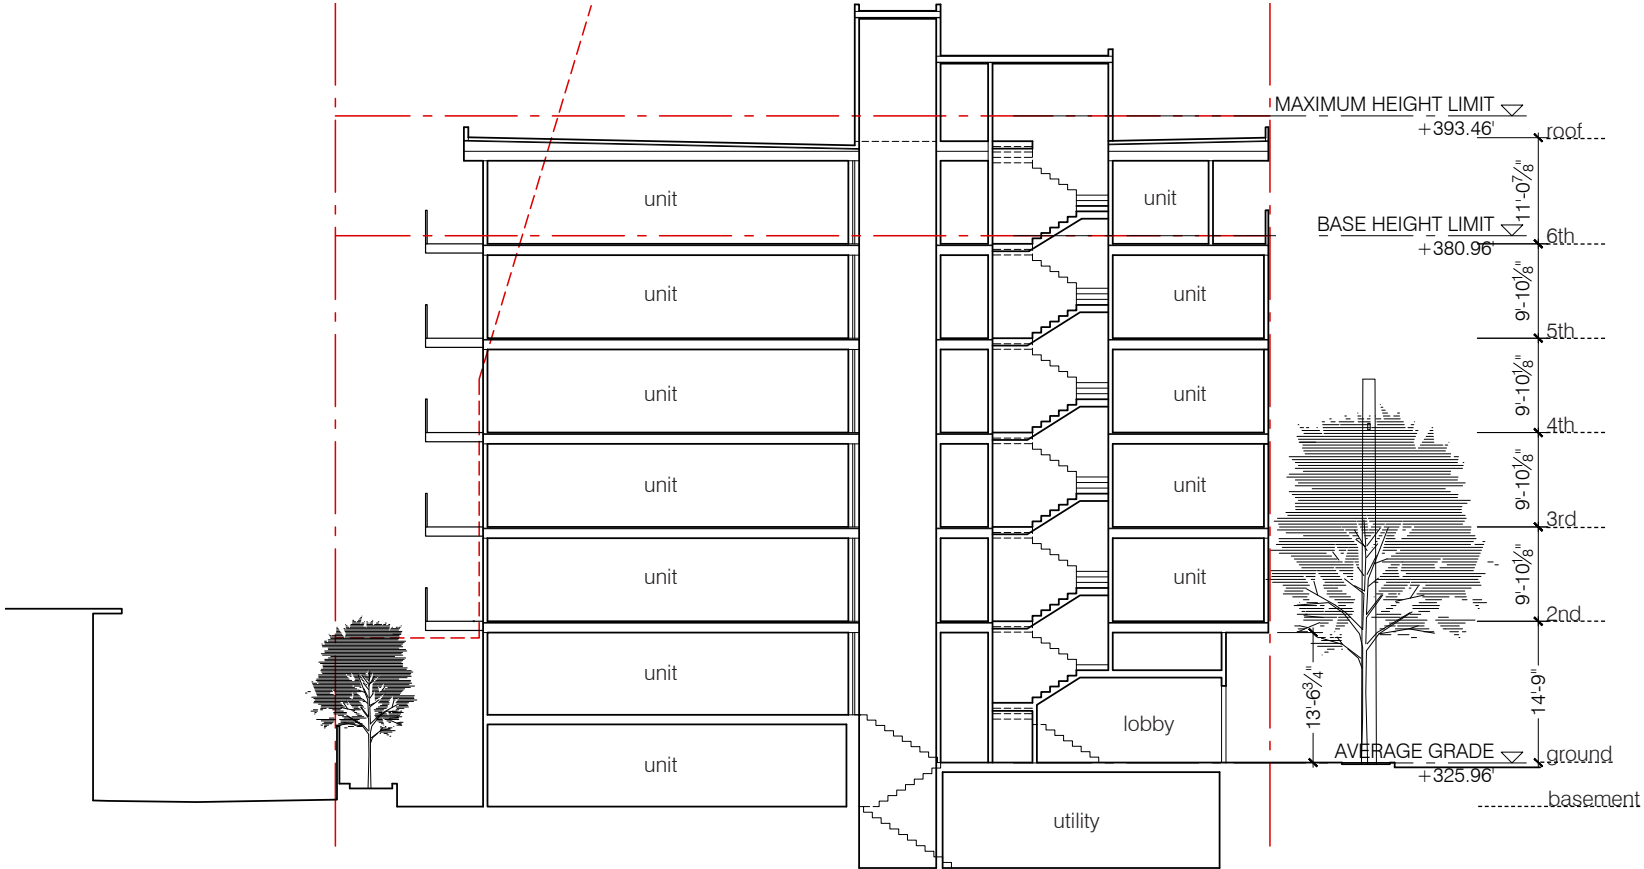 MAXIMUM HEIGHT LIMIT
+393.46'
roof
11'-0⅞"
unit
unit
BASE HEIGHT LIMIT
+380.96'
6th
9'-10⅛"
unit
unit
5th
9'-10⅛"
unit
unit
4th
9'-10⅛"
unit
unit
3rd
9'-10⅛"
unit
unit
2nd
unit
13'-6¾"
14'-9"
lobby
AVERAGE GRADE
+325.96'
ground
unit
basement
utility